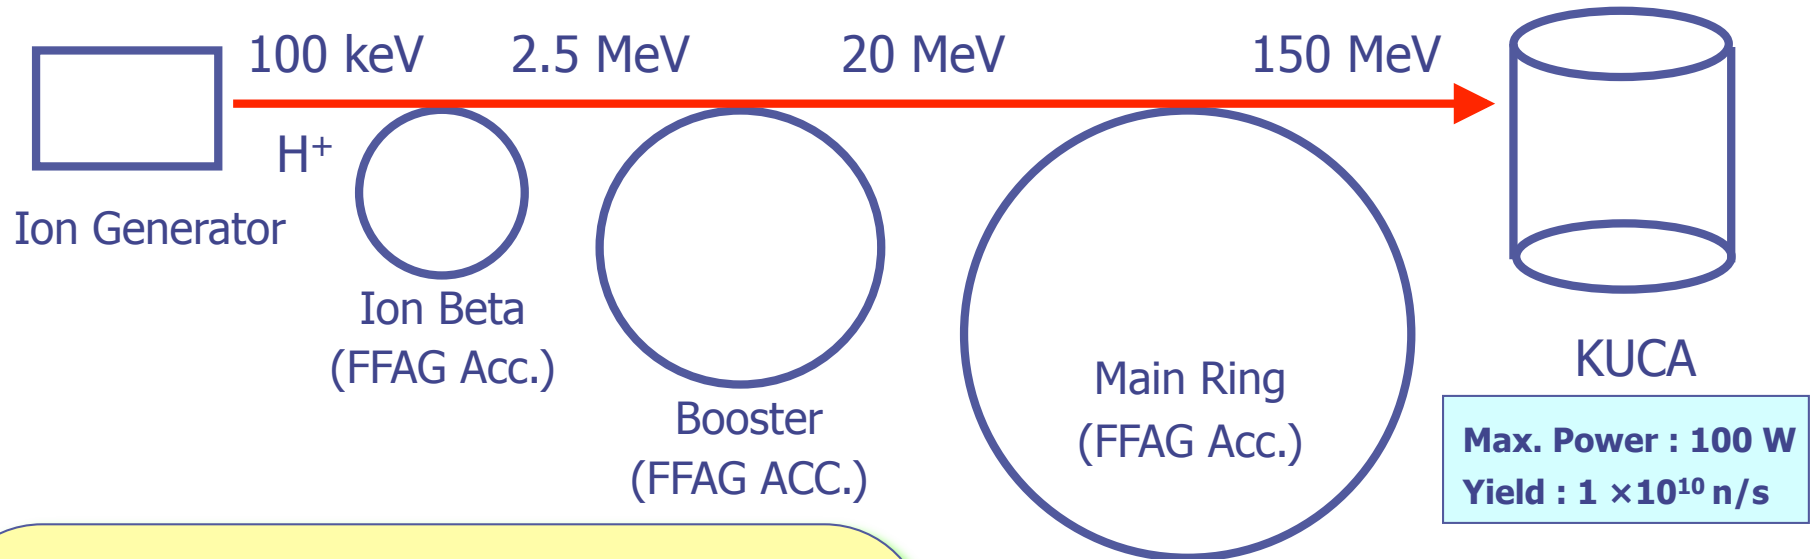 100 keV
2.5 MeV
20 MeV
150 MeV
H⁺
Ion Generator
Ion Beta
(FFAG Acc.)
Booster
(FFAG ACC.)
Main Ring
(FFAG Acc.)
KUCA
Max. Power : 100 W
Yield : 1 ×10¹⁰ n/s